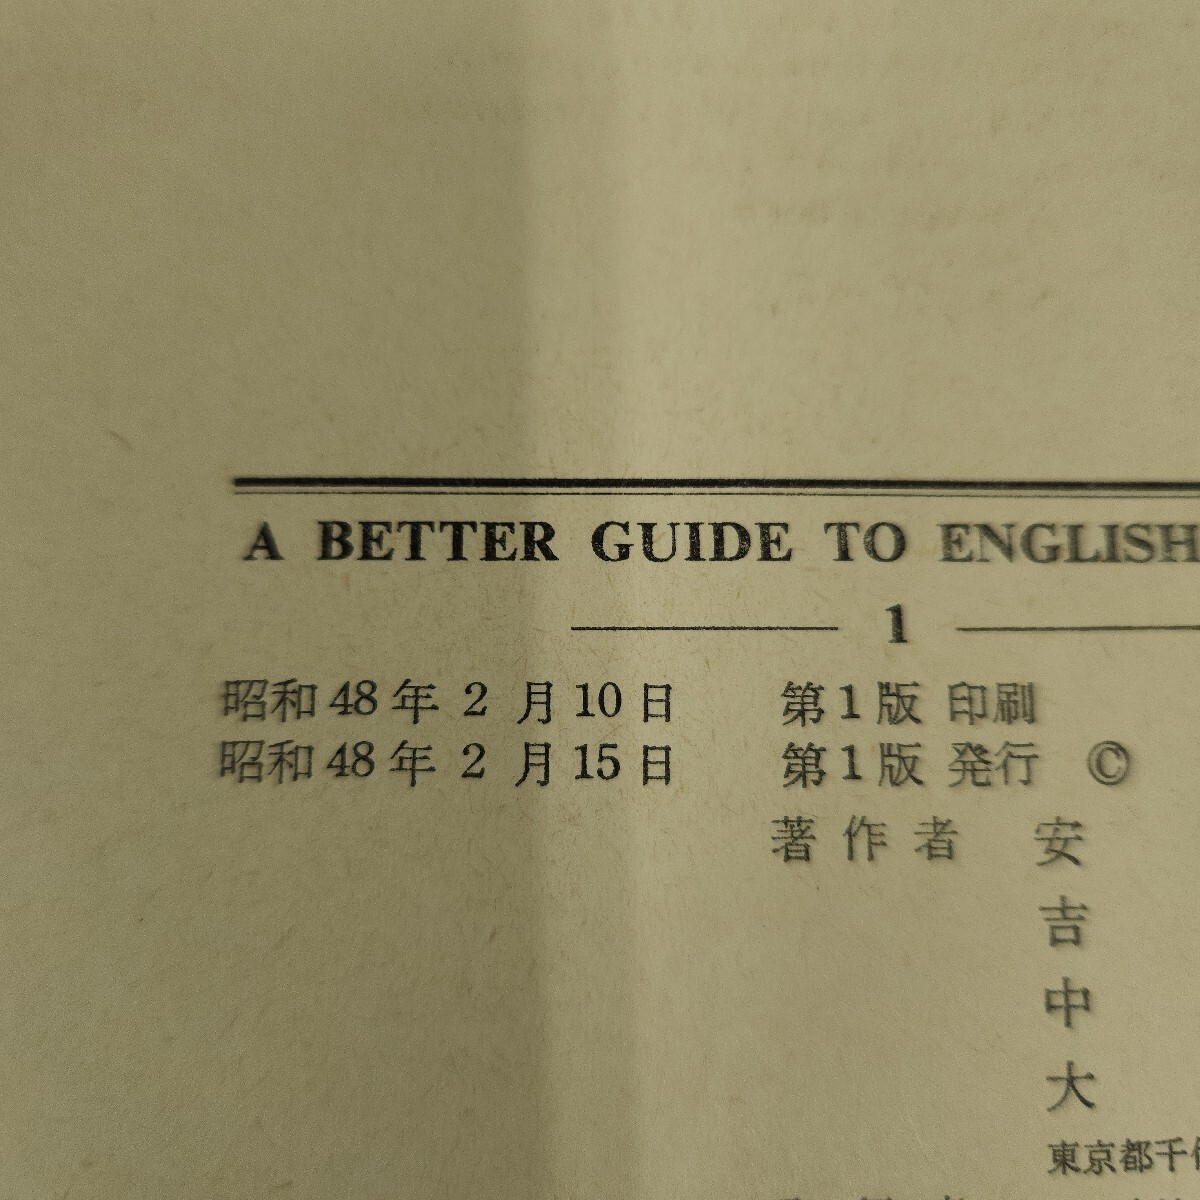 A BETTER GUIDE TO ENGLISH
1
昭和48年 2 月10日 第1版 印刷
昭和48年 2 月15日 第1版 発行 ©
著 作 者 安
吉
中
大
東京都千代